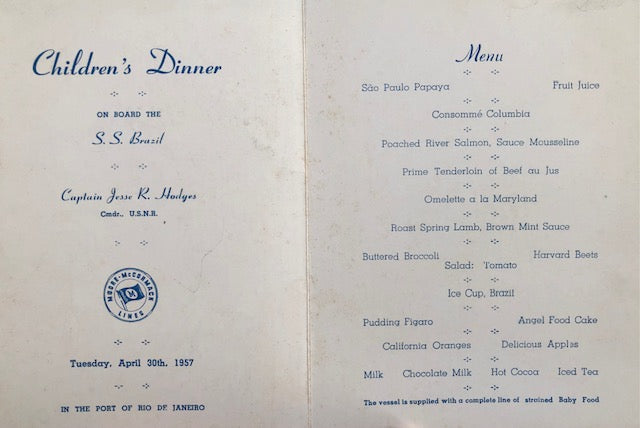 Children's Dinner
ON BOARD THE
S. S. Brazil
Captain Jesse R. Hodges
Cmdr., U.S.N.R.
MOORE-McCORMACK
M
LINES
Tuesday, April 30th, 1957
IN THE PORT OF RIO DE JANEIRO
Menu
São Paulo Papaya Fruit Juice
Consommé Columbia
Poached River Salmon, Sauce Mousseline
Prime Tenderloin of Beef au Jus
Omelette a la Maryland
Roast Spring Lamb, Brown Mint Sauce
Buttered Broccoli Harvard Beets
Salad: Tomato
Ice Cup, Brazil
Pudding Figaro Angel Food Cake
California Oranges Delicious Apples
Milk Chocolate Milk Hot Cocoa Iced Tea
The vessel is supplied with a complete line of strained Baby Food